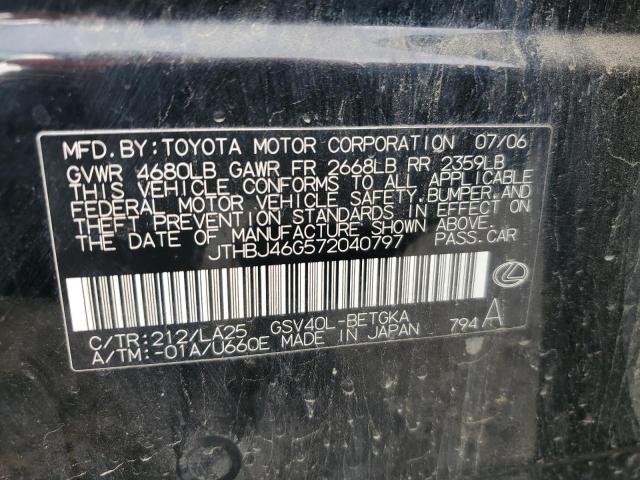 MFD.BY:TOYOTA MOTOR CORPORATION 07/06
GVWR 4680LB GAWR FR 2668LB RR 2359LB
THIS VEHICLE CONFORMS TO ALL APPLICABLE
FEDERAL MOTOR VEHICLE SAFETY,BUMPER,AND
THEFT PREVENTION STANDARDS IN EFFECT ON
THE DATE OF MANUFACTURE SHOWN ABOVE.
JTHBJ46G572040797 PASS.CAR
C/TR:212/LA25 GSV40L-BETGKA 794A
A/TM:-01A/U660E MADE IN JAPAN